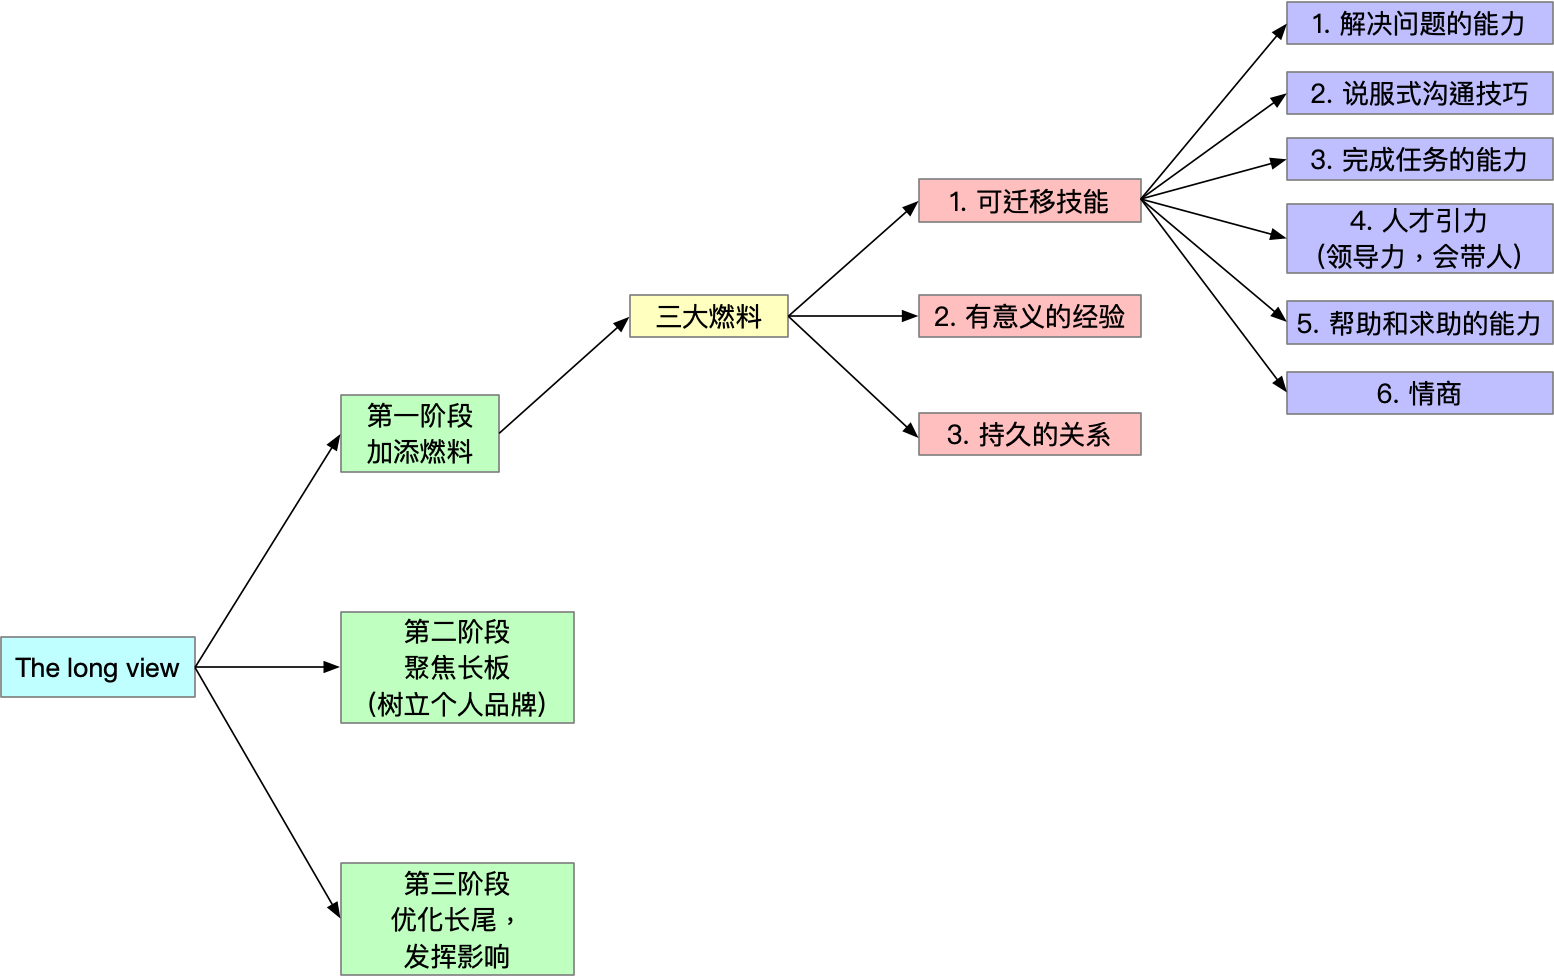 The long view
第一阶段
加添燃料
第二阶段
聚焦长板
(树立个人品牌)
第三阶段
优化长尾，
发挥影响
三大燃料
1. 可迁移技能
2. 有意义的经验
3. 持久的关系
1. 解决问题的能力
2. 说服式沟通技巧
3. 完成任务的能力
4. 人才引力
(领导力，会带人)
5. 帮助和求助的能力
6. 情商